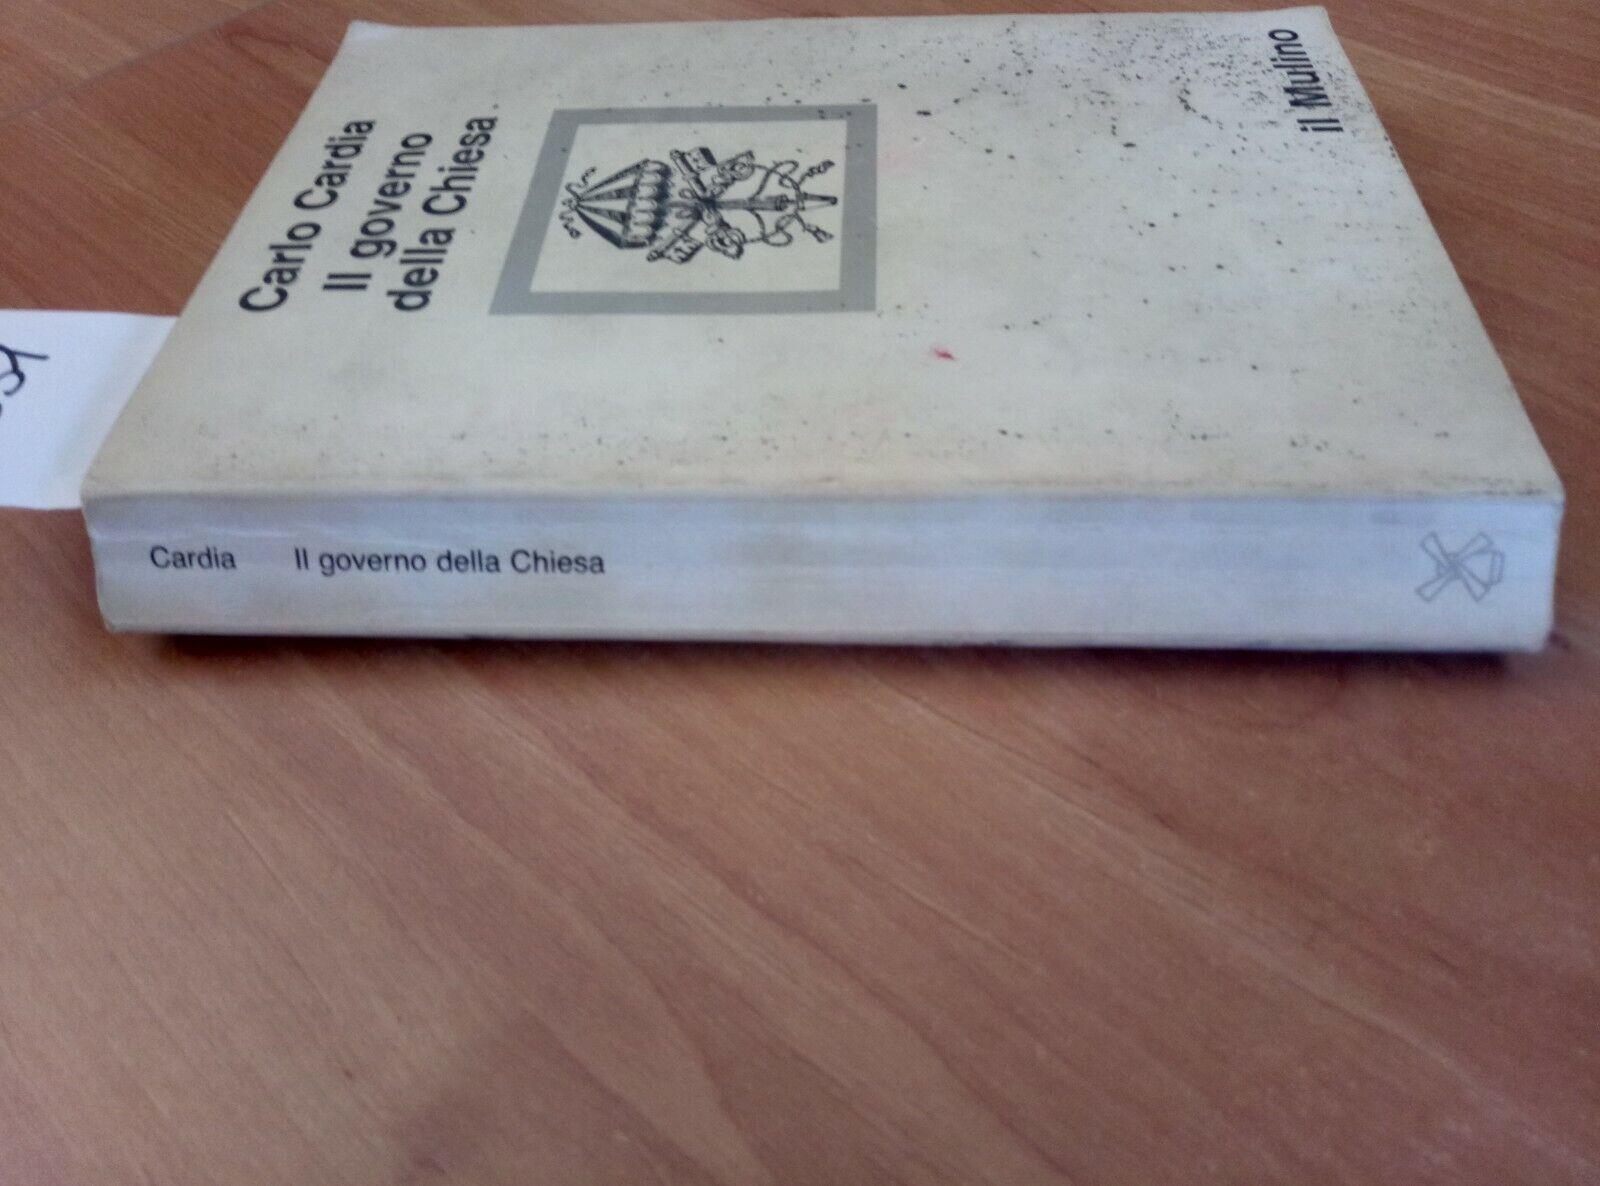 Carlo Cardia
Il governo
della Chiesa
il Mulino
Cardia Il governo della Chiesa